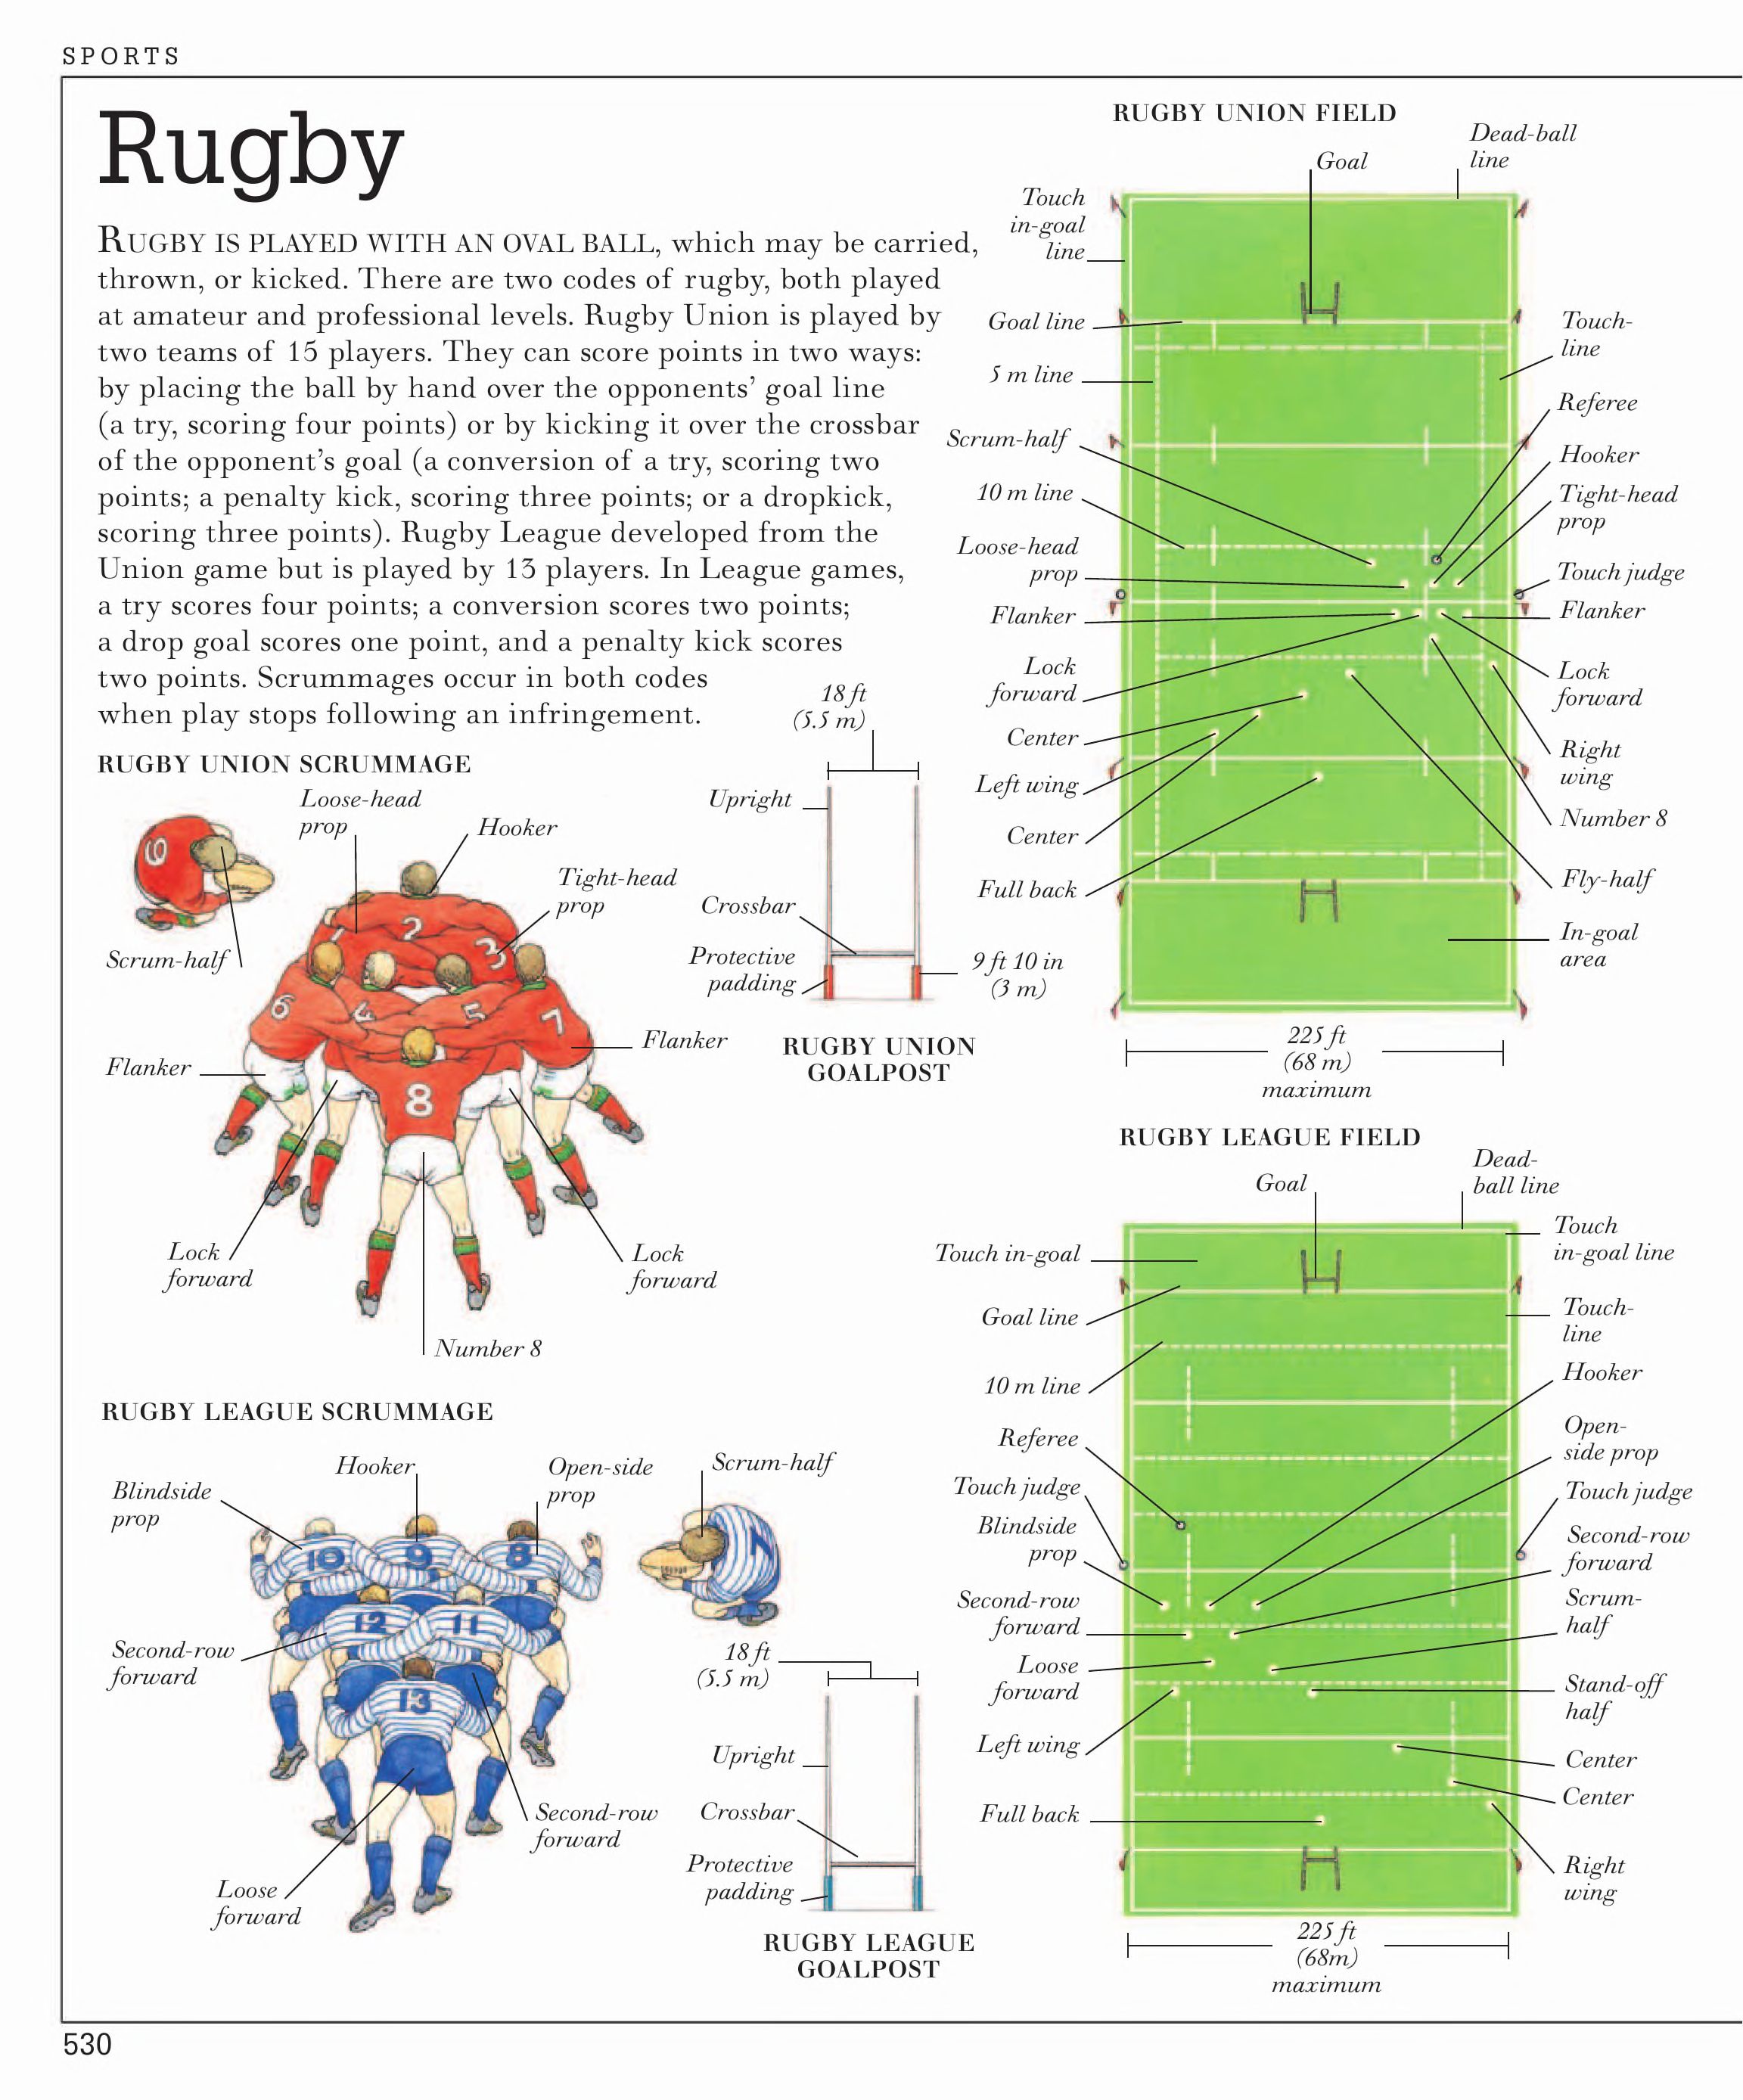 SPORTS
Rugby
RUGBY IS PLAYED WITH AN OVAL BALL, which may be carried,
thrown, or kicked. There are two codes of rugby, both played
at amateur and professional levels. Rugby Union is played by
two teams of 15 players. They can score points in two ways:
by placing the ball by hand over the opponents' goal line
(a try, scoring four points) or by kicking it over the crossbar
of the opponent's goal (a conversion of a try, scoring two
points; a penalty kick, scoring three points; or a dropkick,
scoring three points). Rugby League developed from the
Union game but is played by 13 players. In League games,
a try scores four points; a conversion scores two points;
a drop goal scores one point, and a penalty kick scores
two points. Scrummages occur in both codes
when play stops following an infringement.
RUGBY UNION SCRUMMAGE
Loose-head
prop
Hooker
Tight-head
prop
Scrum-half
9
2
1
3
6
4
5
7
8
Flanker
Flanker
Lock
forward
Lock
forward
Number 8
18 ft
(5.5 m)
Upright
Crossbar
Protective
padding
9 ft 10 in
(3 m)
RUGBY UNION
GOALPOST
RUGBY UNION FIELD
Goal
Dead-ball
line
Touch
in-goal
line
Goal line
5 m line
Scrum-half
10 m line
Loose-head
prop
Flanker
Lock
forward
Center
Left wing
Center
Full back
Touch-
line
Referee
Hooker
Tight-head
prop
Touch judge
Flanker
Lock
forward
Right
wing
Number 8
Fly-half
In-goal
area
225 ft
(68 m)
maximum
RUGBY LEAGUE SCRUMMAGE
Blindside
prop
Hooker
Open-side
prop
Scrum-half
10
9
8
7
12
11
13
Second-row
forward
Second-row
forward
Loose
forward
18 ft
(5.5 m)
Upright
Crossbar
Protective
padding
RUGBY LEAGUE
GOALPOST
RUGBY LEAGUE FIELD
Goal
Dead-
ball line
Touch in-goal
Goal line
10 m line
Referee
Touch judge
Blindside
prop
Second-row
forward
Loose
forward
Left wing
Full back
Touch
in-goal line
Touch-
line
Hooker
Open-
side prop
Touch judge
Second-row
forward
Scrum-
half
Stand-off
half
Center
Center
Right
wing
225 ft
(68m)
maximum
530